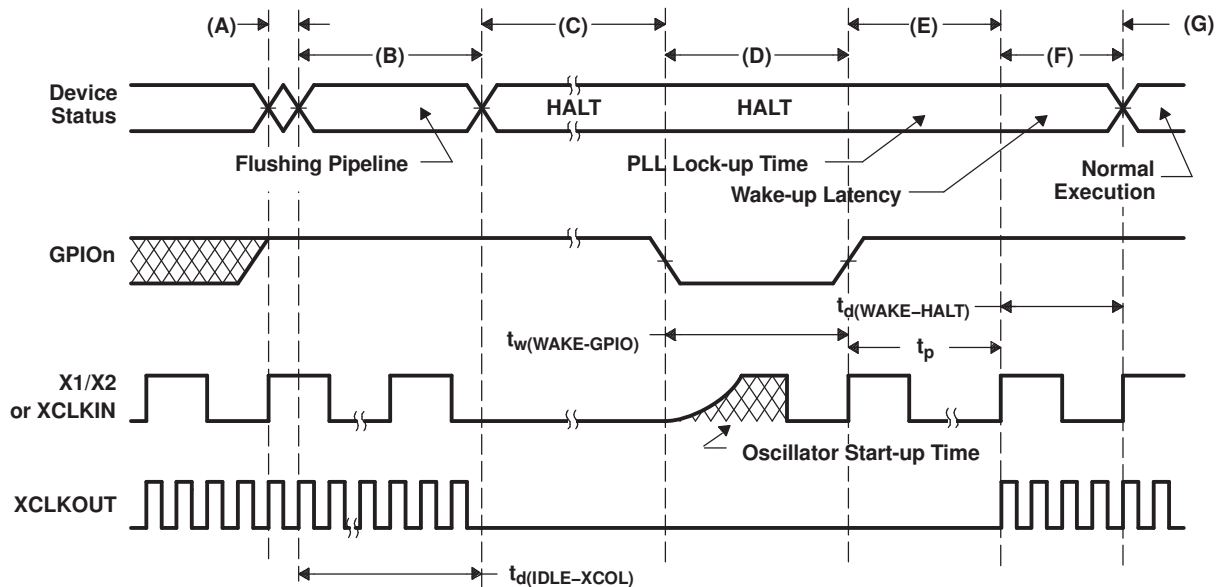 (A)
(C)
(E)
(G)
(B)
(D)
(F)
Device
Status
HALT
HALT
Flushing Pipeline
PLL Lock-up Time
Wake-up Latency
Normal
Execution
GPIOn
td(WAKE−HALT)
tw(WAKE-GPIO)
tp
X1/X2
or XCLKIN
Oscillator Start-up Time
XCLKOUT
td(IDLE−XCOL)